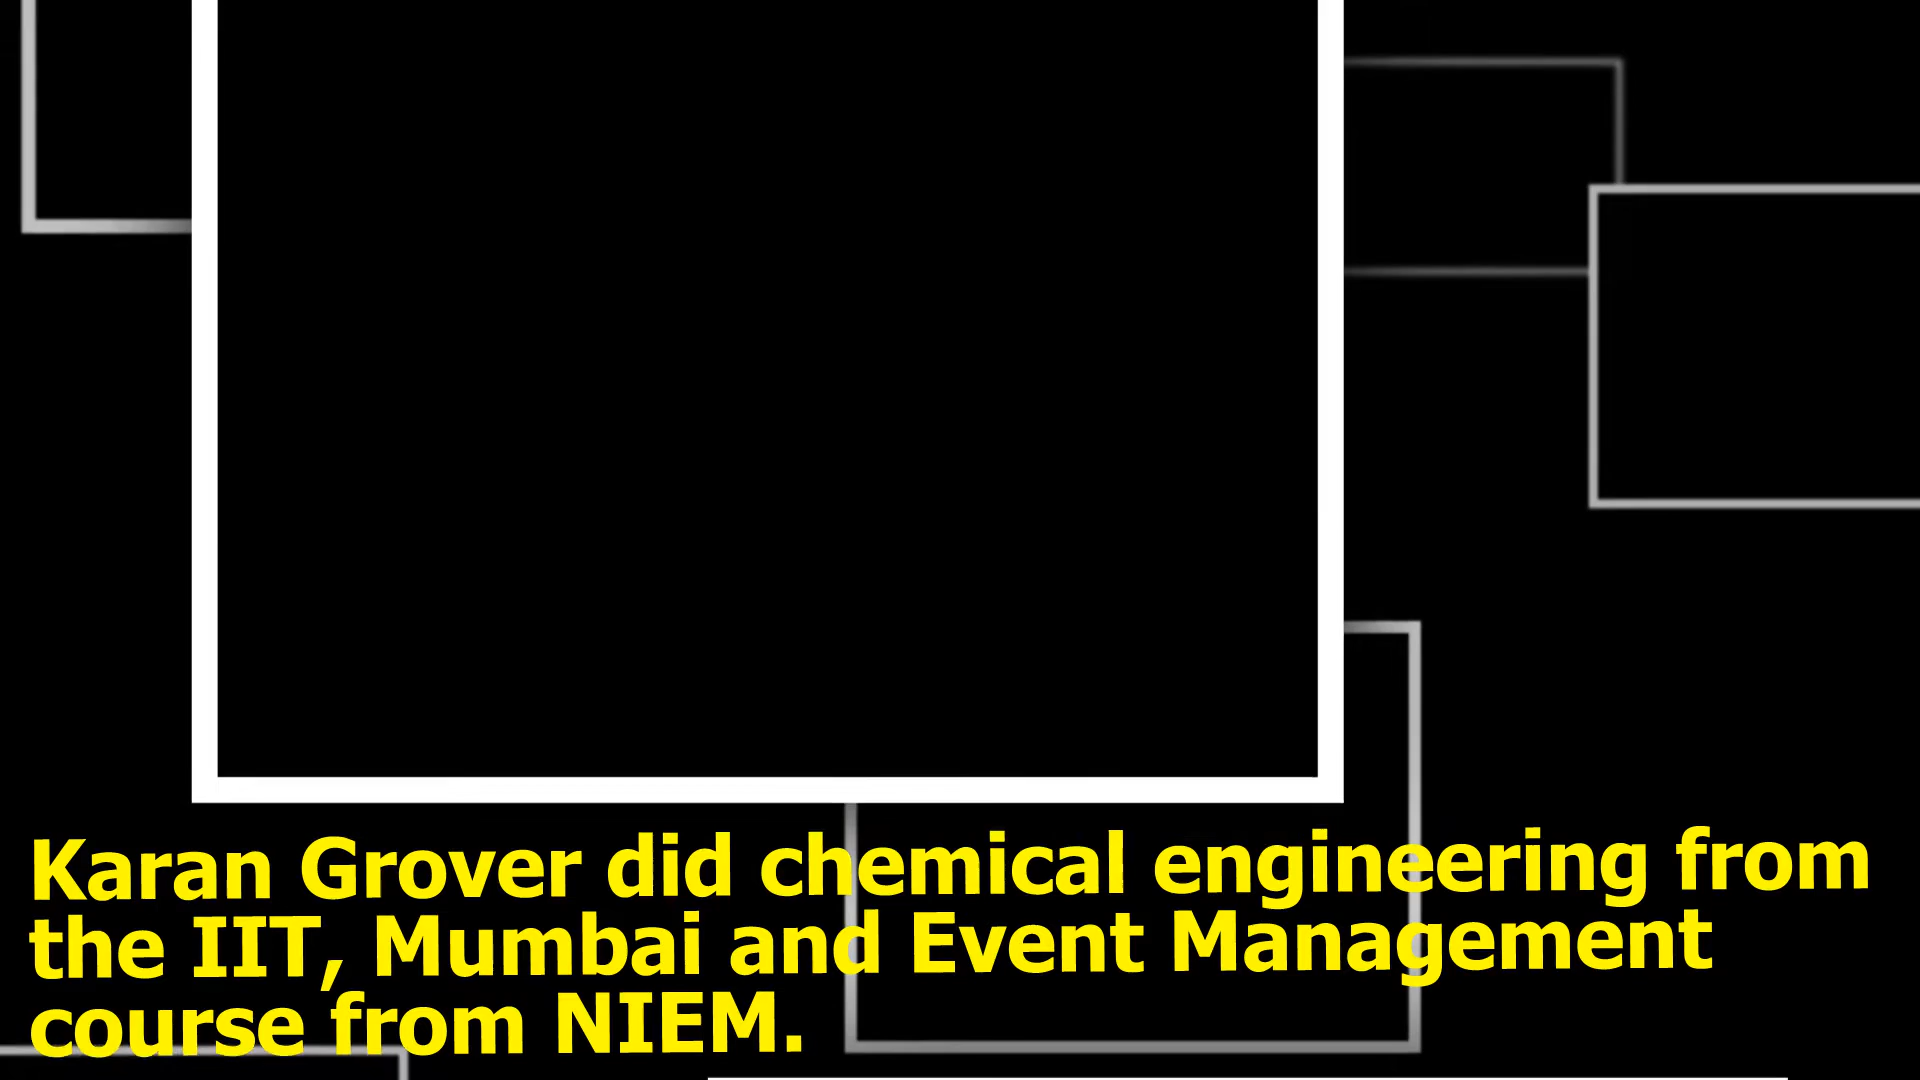 Karan Grover did chemical engineering from
the IIT, Mumbai and Event Management
course from NIEM.